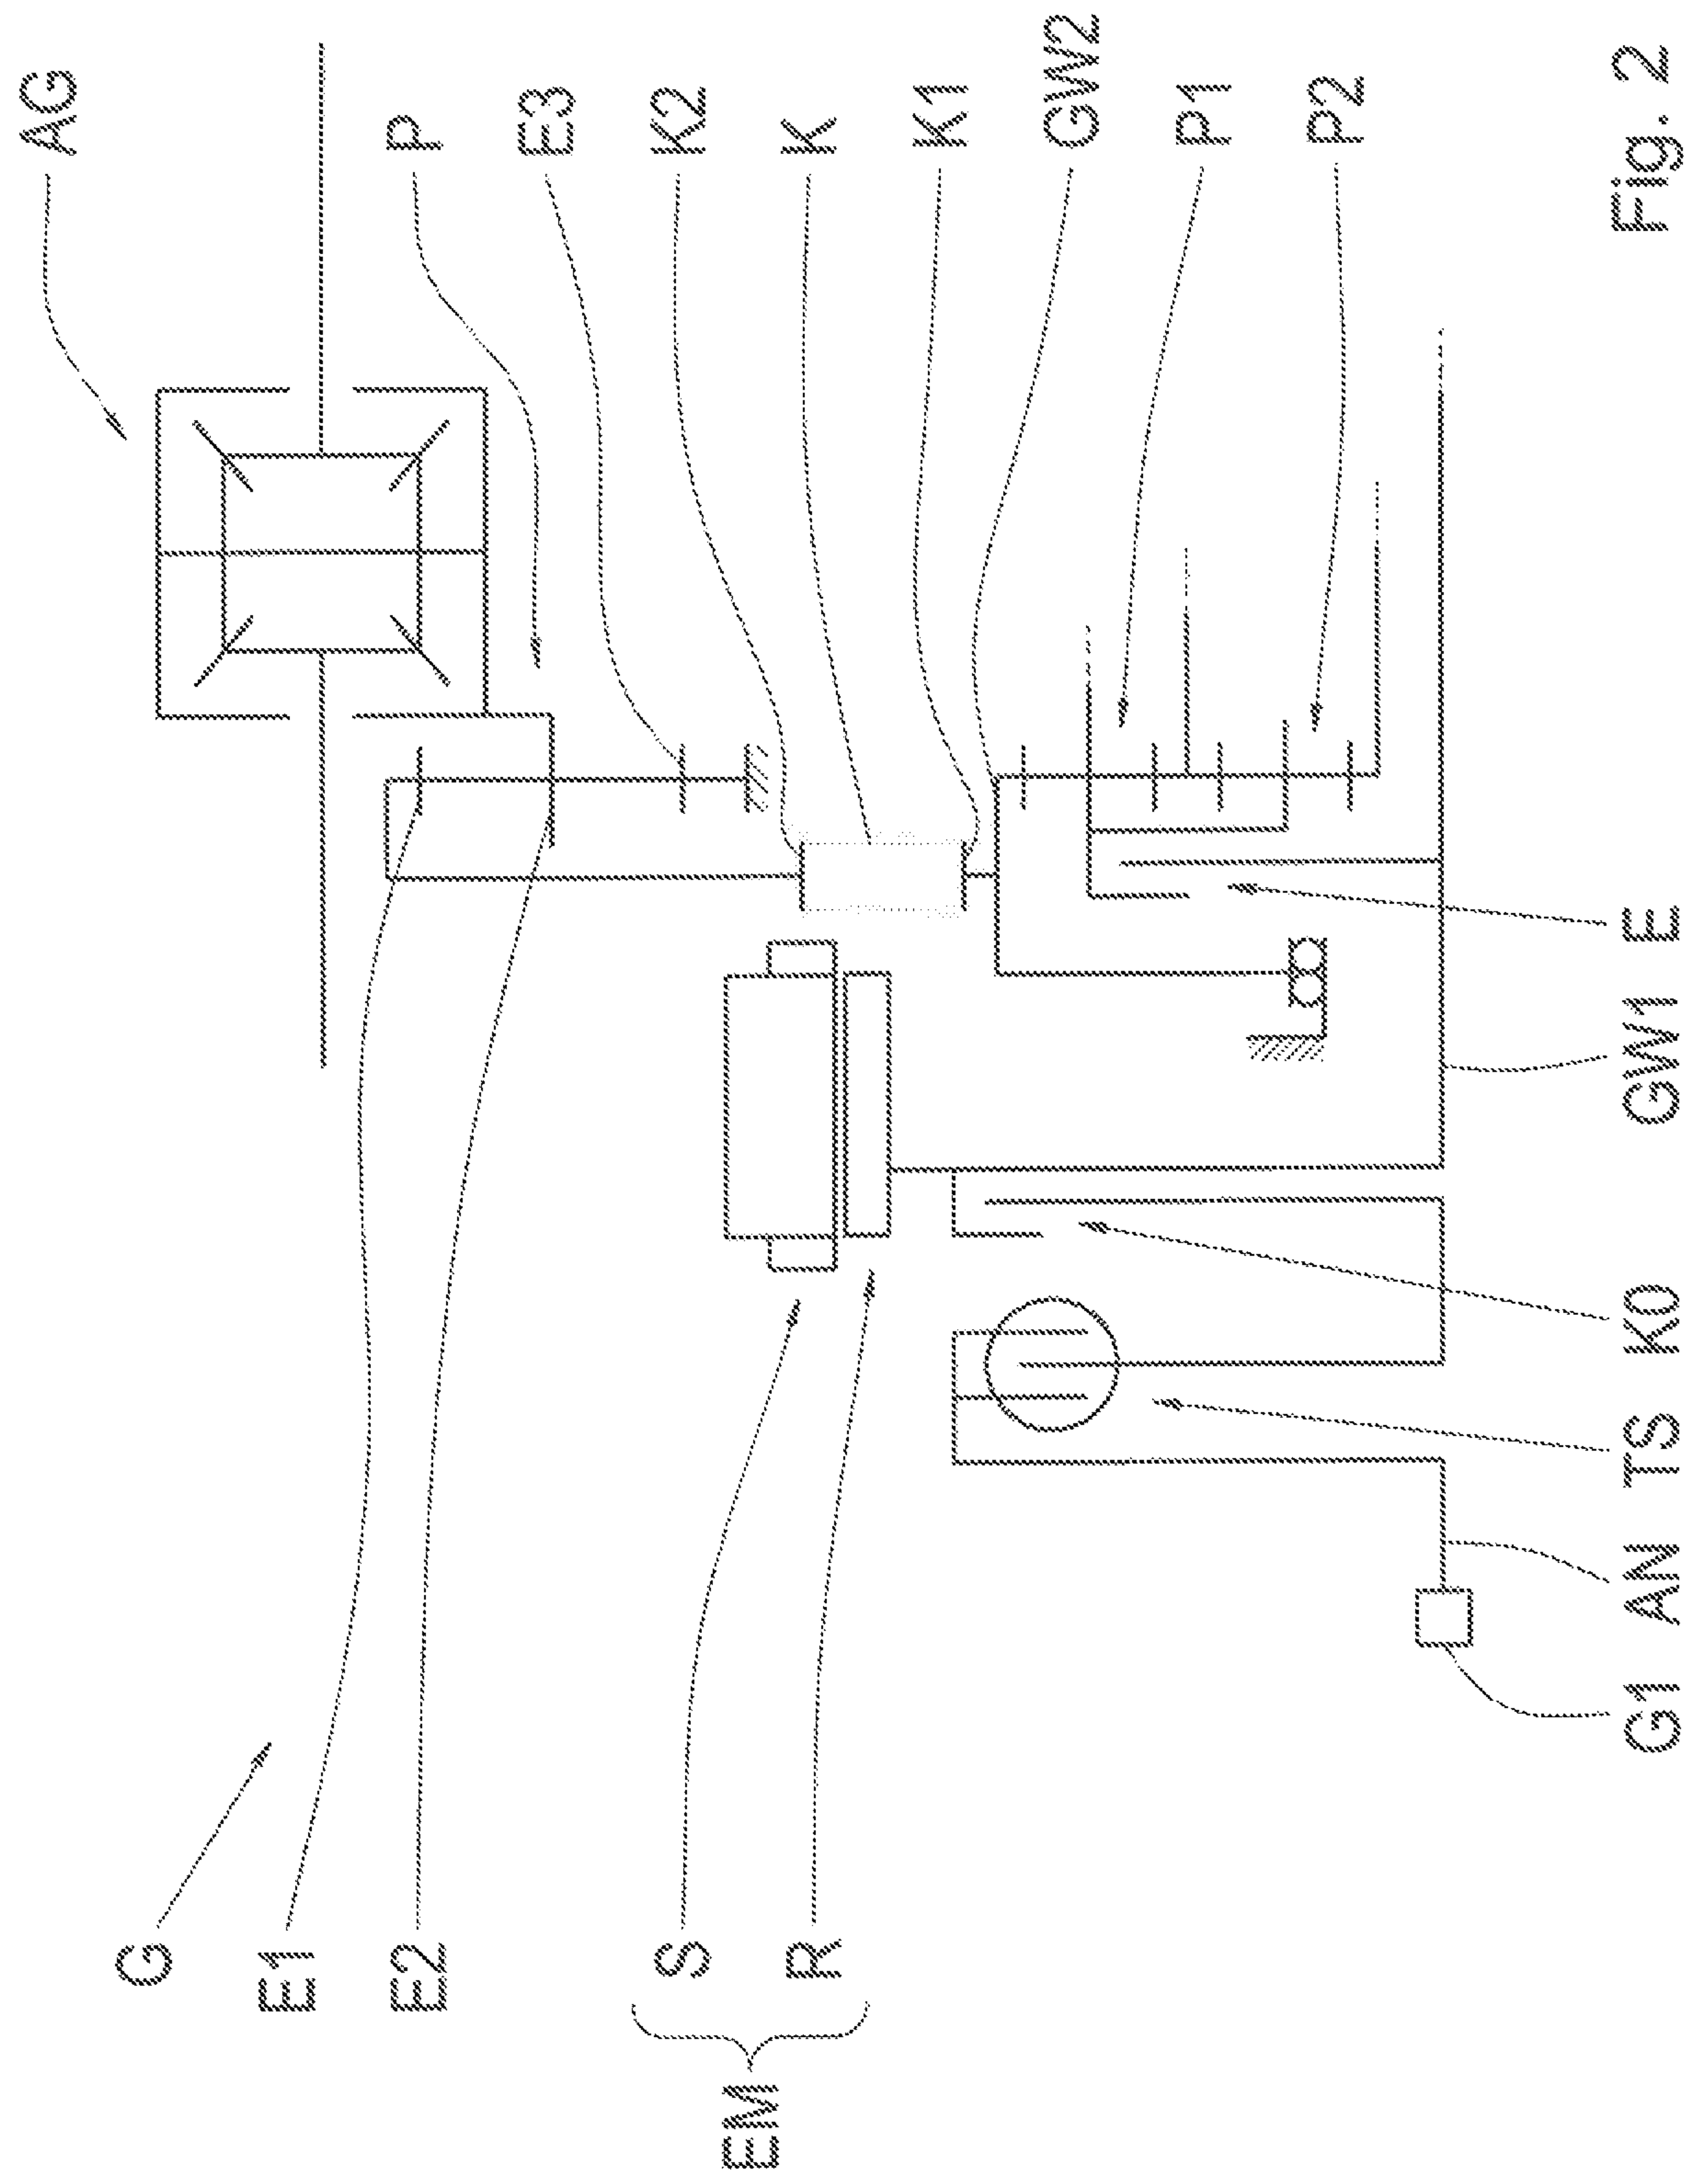 AG
G
E1
E2
S
R
EM
P
E3
K2
K
K1
GW2
P1
P2
G1 AN TS K0 GW1 E
Fig. 2